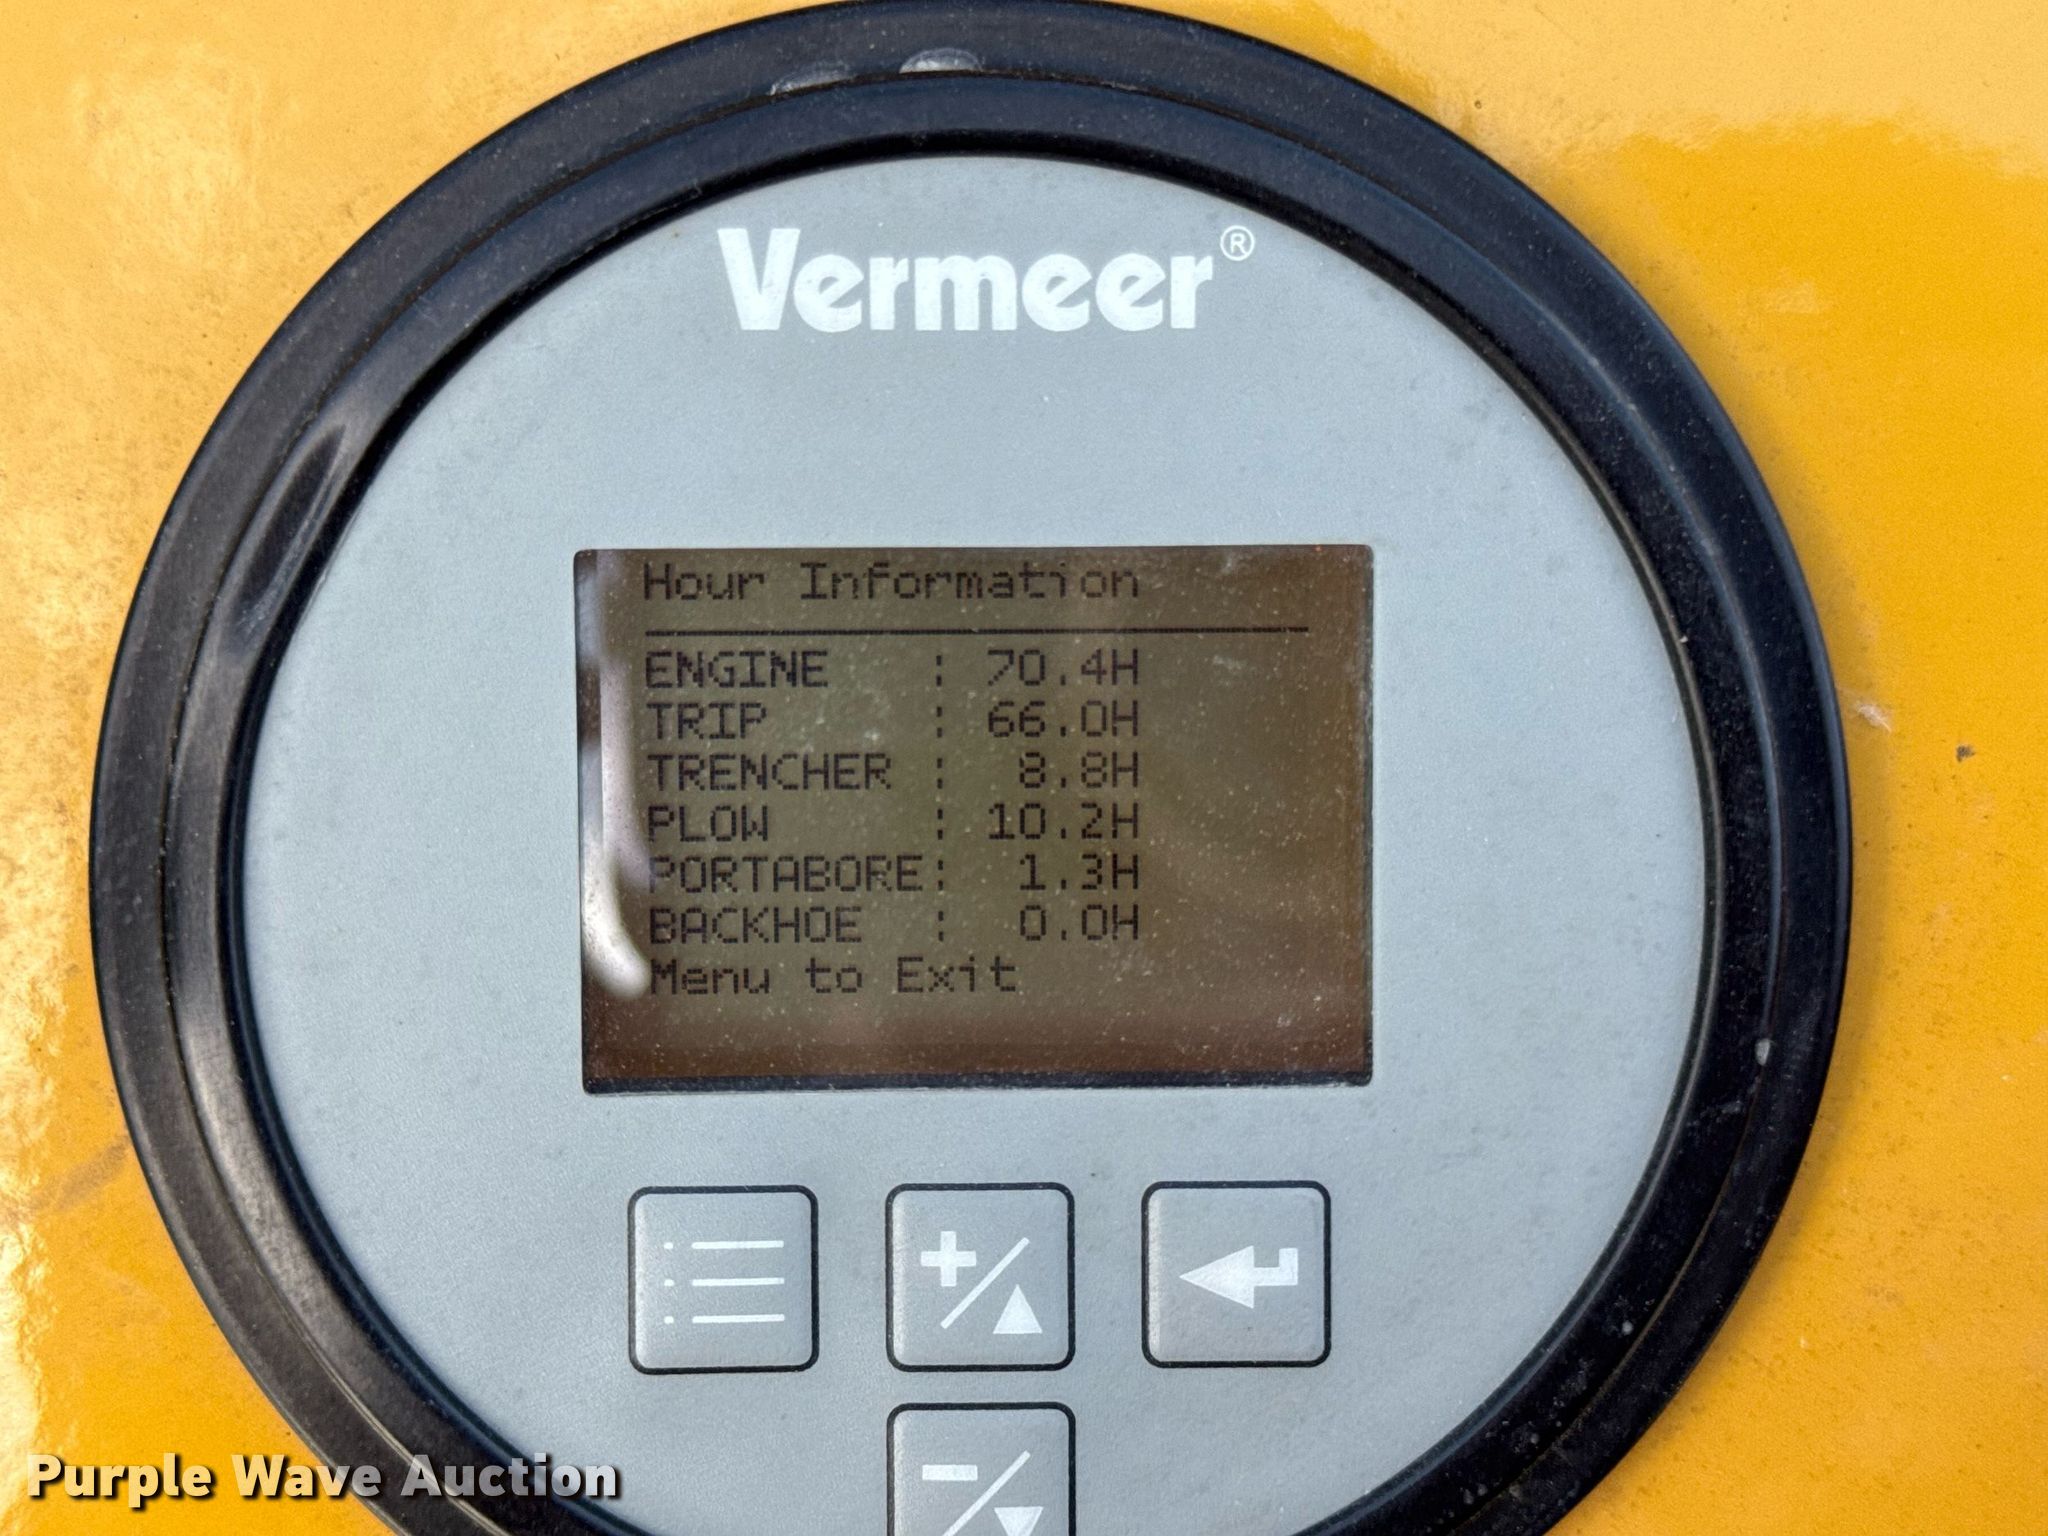 Vermeer®
Hour Information
ENGINE : 70.4H
TRIP : 66.0H
TRENCHER : 8.8H
PLOW : 10.2H
PORTABORE: 1.3H
BACKHOE : 0.0H
Menu to Exit
Purple Wave Auction